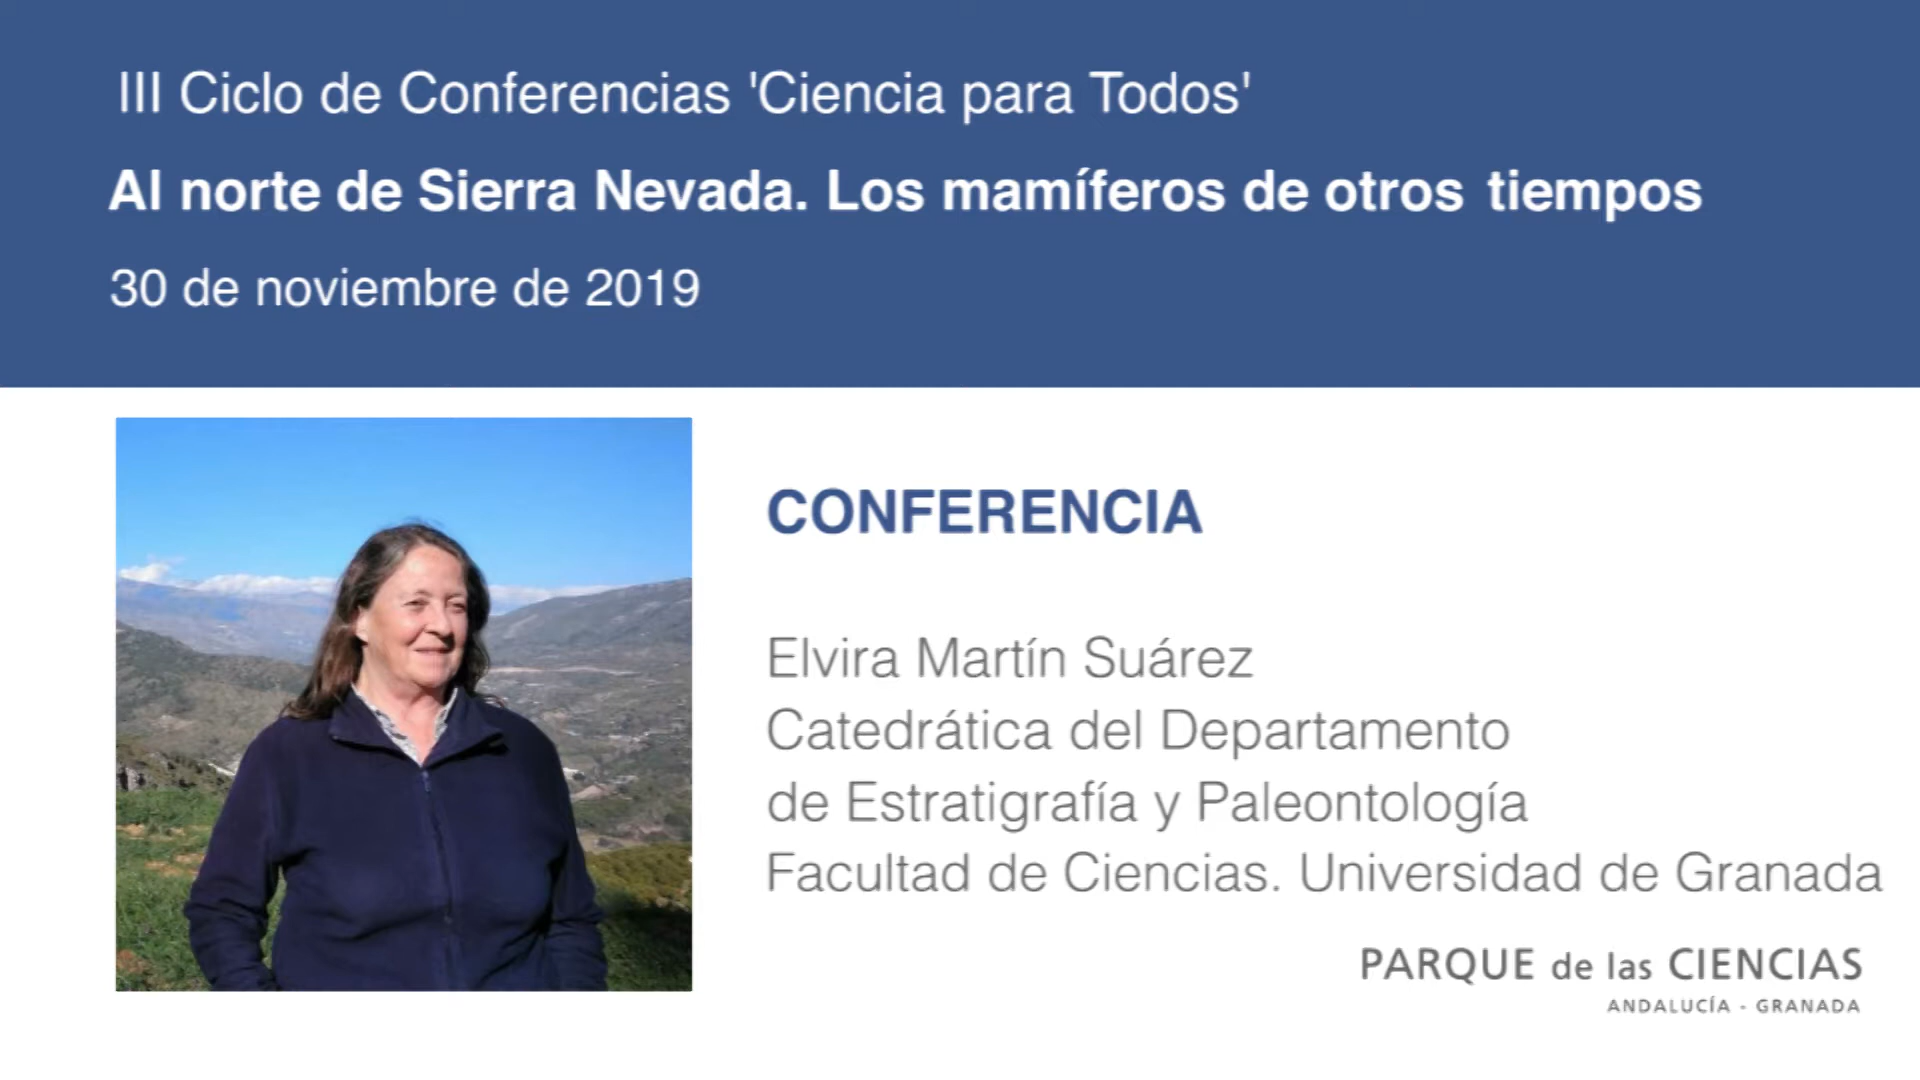 III Ciclo de Conferencias 'Ciencia para Todos'
Al norte de Sierra Nevada. Los mamíferos de otros tiempos
30 de noviembre de 2019
CONFERENCIA
Elvira Martín Suárez
Catedrática del Departamento
de Estratigrafía y Paleontología
Facultad de Ciencias. Universidad de Granada
PARQUE de las CIENCIAS
ANDALUCÍA - GRANADA